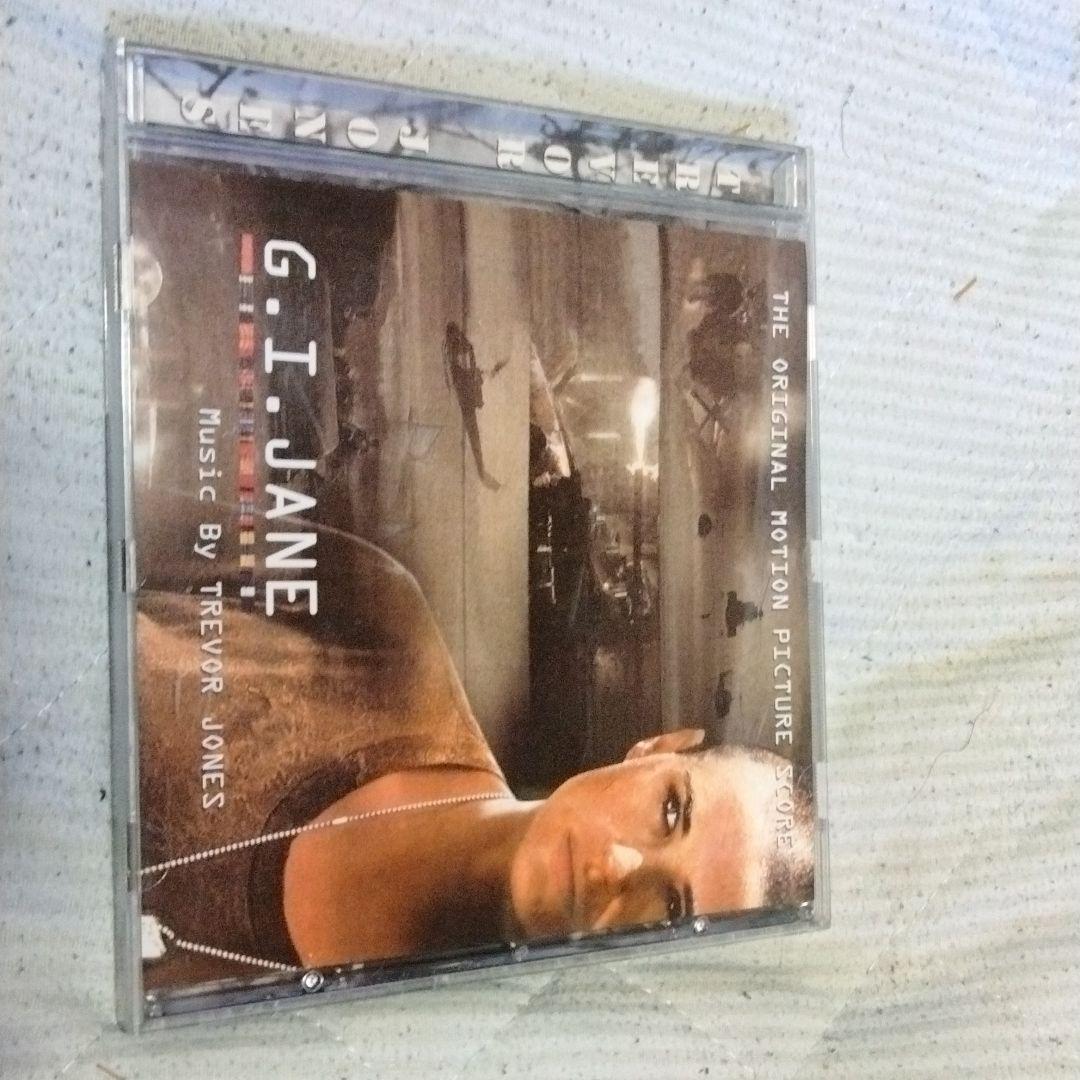 TREVOR JONES
THE ORIGINAL MOTION PICTURE SCORE
G.I.JANE
Music By TREVOR JONES